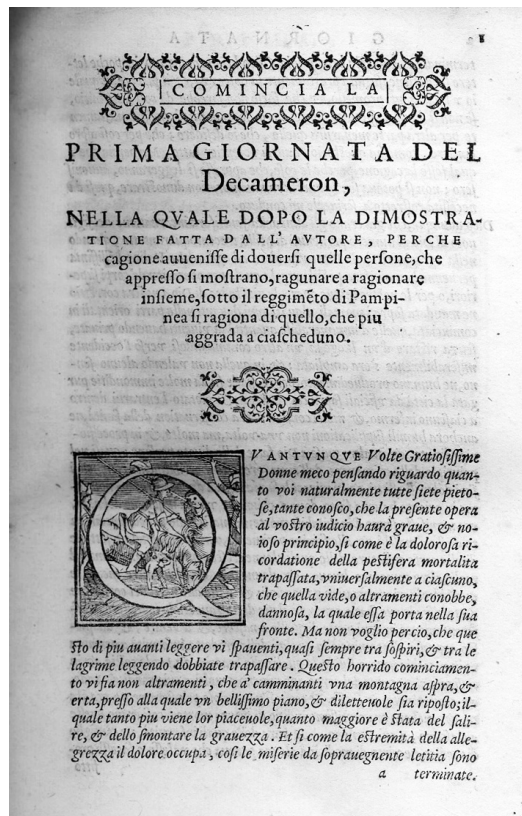 1
COMINCIA LA
PRIMA GIORNATA DEL
Decameron,
NELLA QVALE DOPO LA DIMOSTRA-
TIONE FATTA DALL' AVTORE, PERCHE
cagione auueniſſe di douerſi quelle perſone, che
appreſſo ſi moſtrano, ragunare a ragionare
inſieme, ſotto il reggimẽto di Pampi-
nea ſi ragiona di quello, che piu
aggrada a ciaſcheduno.
QVANTVNQVE Volte Gratioſiſſime
Donne meco penſando riguardo quan-
to voi naturalmente tutte ſiete pieto-
ſe, tante conoſco, che la preſente opera
al voſtro iudicio haurà graue, & no-
ioſo principio, ſi come è la doloroſa ri-
cordatione della peſtifera mortalita
trapaſſata, vniuerſalmente a ciaſcuno,
che quella vide, o altramenti conobbe,
dannoſa, la quale eſſa porta nella ſua
fronte. Ma non voglio percio, che que
ſto di piu auanti leggere vi ſpauenti, quaſi ſempre tra ſoſpiri, & tra le
lagrime leggendo dobbiate trapaſſare. Queſto horrido cominciamen-
to vi fia non altramenti, che a' camminanti vna montagna aſpra, &
erta, preſſo alla quale vn belliſſimo piano, & diletteuole ſia ripoſto; il-
quale tanto piu viene lor piaceuole, quanto maggiore è ſtata del ſali-
re, & dello ſmontare la grauezza. Et ſi come la eſtremità della alle-
grezza il dolore occupa, coſi le miſerie da ſoprauegnente letitia ſono
a terminate.